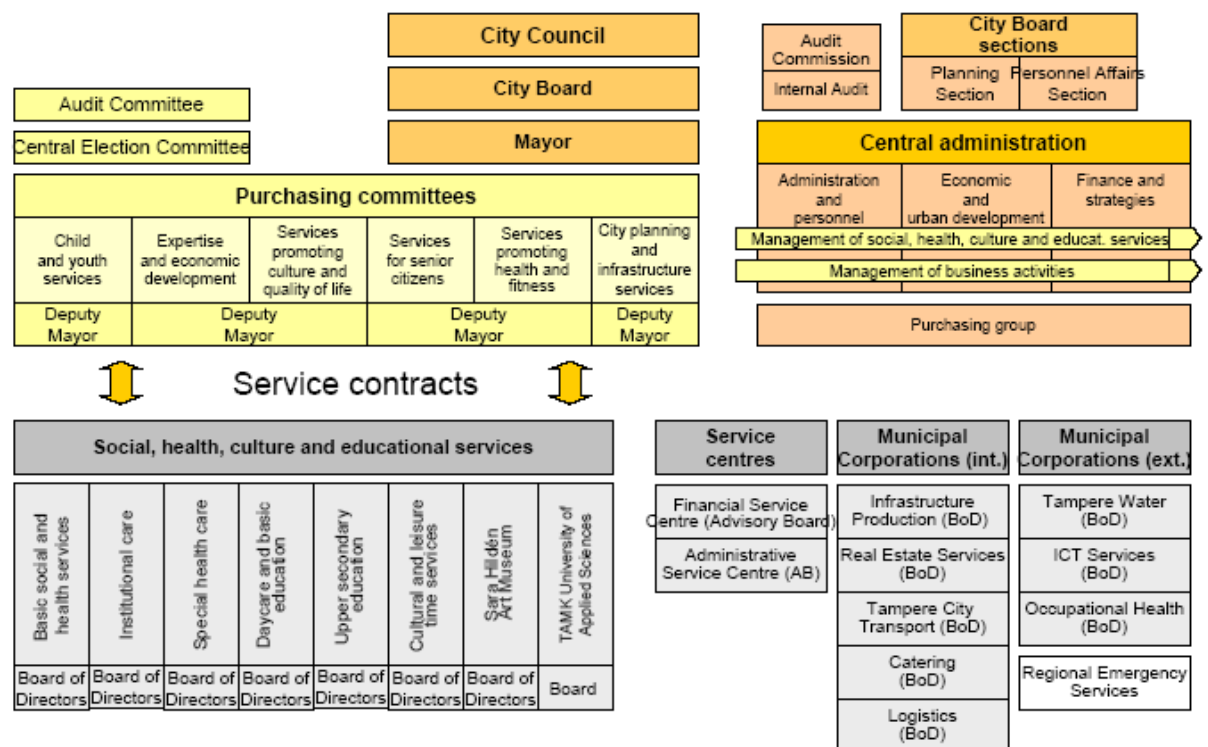 City Council
City Board
Mayor
Audit Committee
Central Election Committee
Audit
Commission
Internal Audit
City Board
sections
Planning
Section
Personnel Affairs
Section
Purchasing committees
Child
and youth
services
Expertise
and economic
development
Services
promoting
culture and
quality of life
Services
for senior
citizens
Services
promoting
health and
fitness
City planning
and
infrastructure
services
Deputy
Mayor
Deputy
Mayor
Deputy
Mayor
Deputy
Mayor
Central administration
Administration
and
personnel
Economic
and
urban development
Finance and
strategies
Management of social, health, culture and educat. services
Management of business activities
Purchasing group
Service contracts
Social, health, culture and educational services
Basic social and
health services
Institutional care
Special health care
Daycare and basic
education
Upper secondary
education
Cultural and leisure
time services
Sara Hildén
Art Museum
TAMK University of
Applied Sciences
Board of
Directors
Board of
Directors
Board of
Directors
Board of
Directors
Board of
Directors
Board of
Directors
Board of
Directors
Board
Service
centres
Financial Service
Centre (Advisory Board)
Administrative
Service Centre (AB)
Municipal
Corporations (int.)
Infrastructure
Production (BoD)
Real Estate Services
(BoD)
Tampere City
Transport (BoD)
Catering
(BoD)
Logistics
(BoD)
Municipal
Corporations (ext.)
Tampere Water
(BoD)
ICT Services
(BoD)
Occupational Health
(BoD)
Regional Emergency
Services